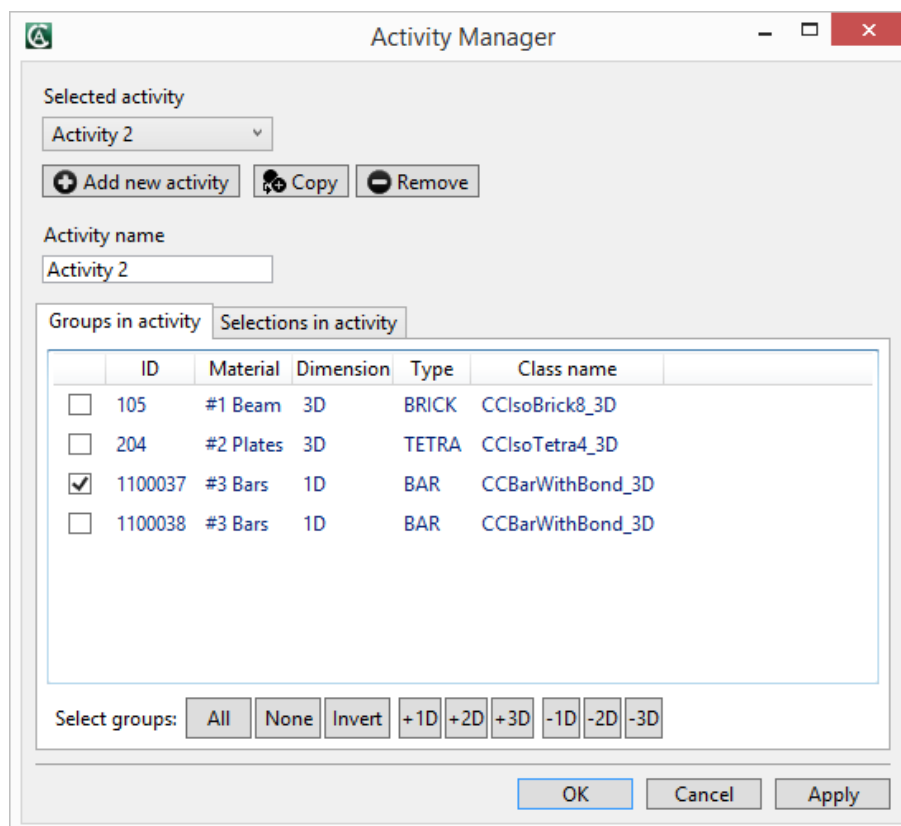 Activity Manager
Selected activity
Activity 2
Add new activity Copy Remove
Activity name
Activity 2
Groups in activity Selections in activity
ID Material Dimension Type Class name
105 #1 Beam 3D BRICK CCIsoBrick8_3D
204 #2 Plates 3D TETRA CCIsoTetra4_3D
1100037 #3 Bars 1D BAR CCBarWithBond_3D
1100038 #3 Bars 1D BAR CCBarWithBond_3D
Select groups: All None Invert +1D +2D +3D -1D -2D -3D
OK Cancel Apply